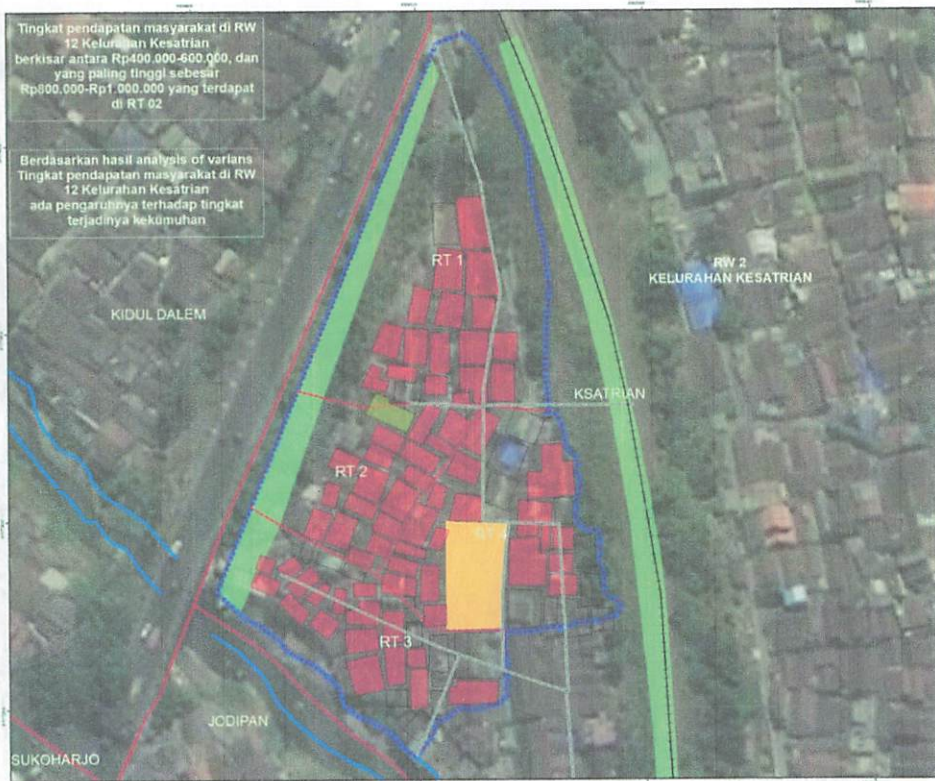 Tingkat pendapatan masyarakat di RW
12 Kelurahan Kesatrian
berkisar antara Rp400.000-600.000, dan
yang paling tinggi sebesar
Rp800.000-Rp1.000.000 yang terdapat
di RT 02
Berdasarkan hasil analysis of varians
Tingkat pendapatan masyarakat di RW
12 Kelurahan Kesatrian
ada pengaruhnya terhadap tingkat
terjadinya kekumuhan
RT 1
RW 2
KELURAHAN KESATRIAN
KIDUL DALEM
KSATRIAN
RT 2
RT 3
JODIPAN
SUKOHARJO